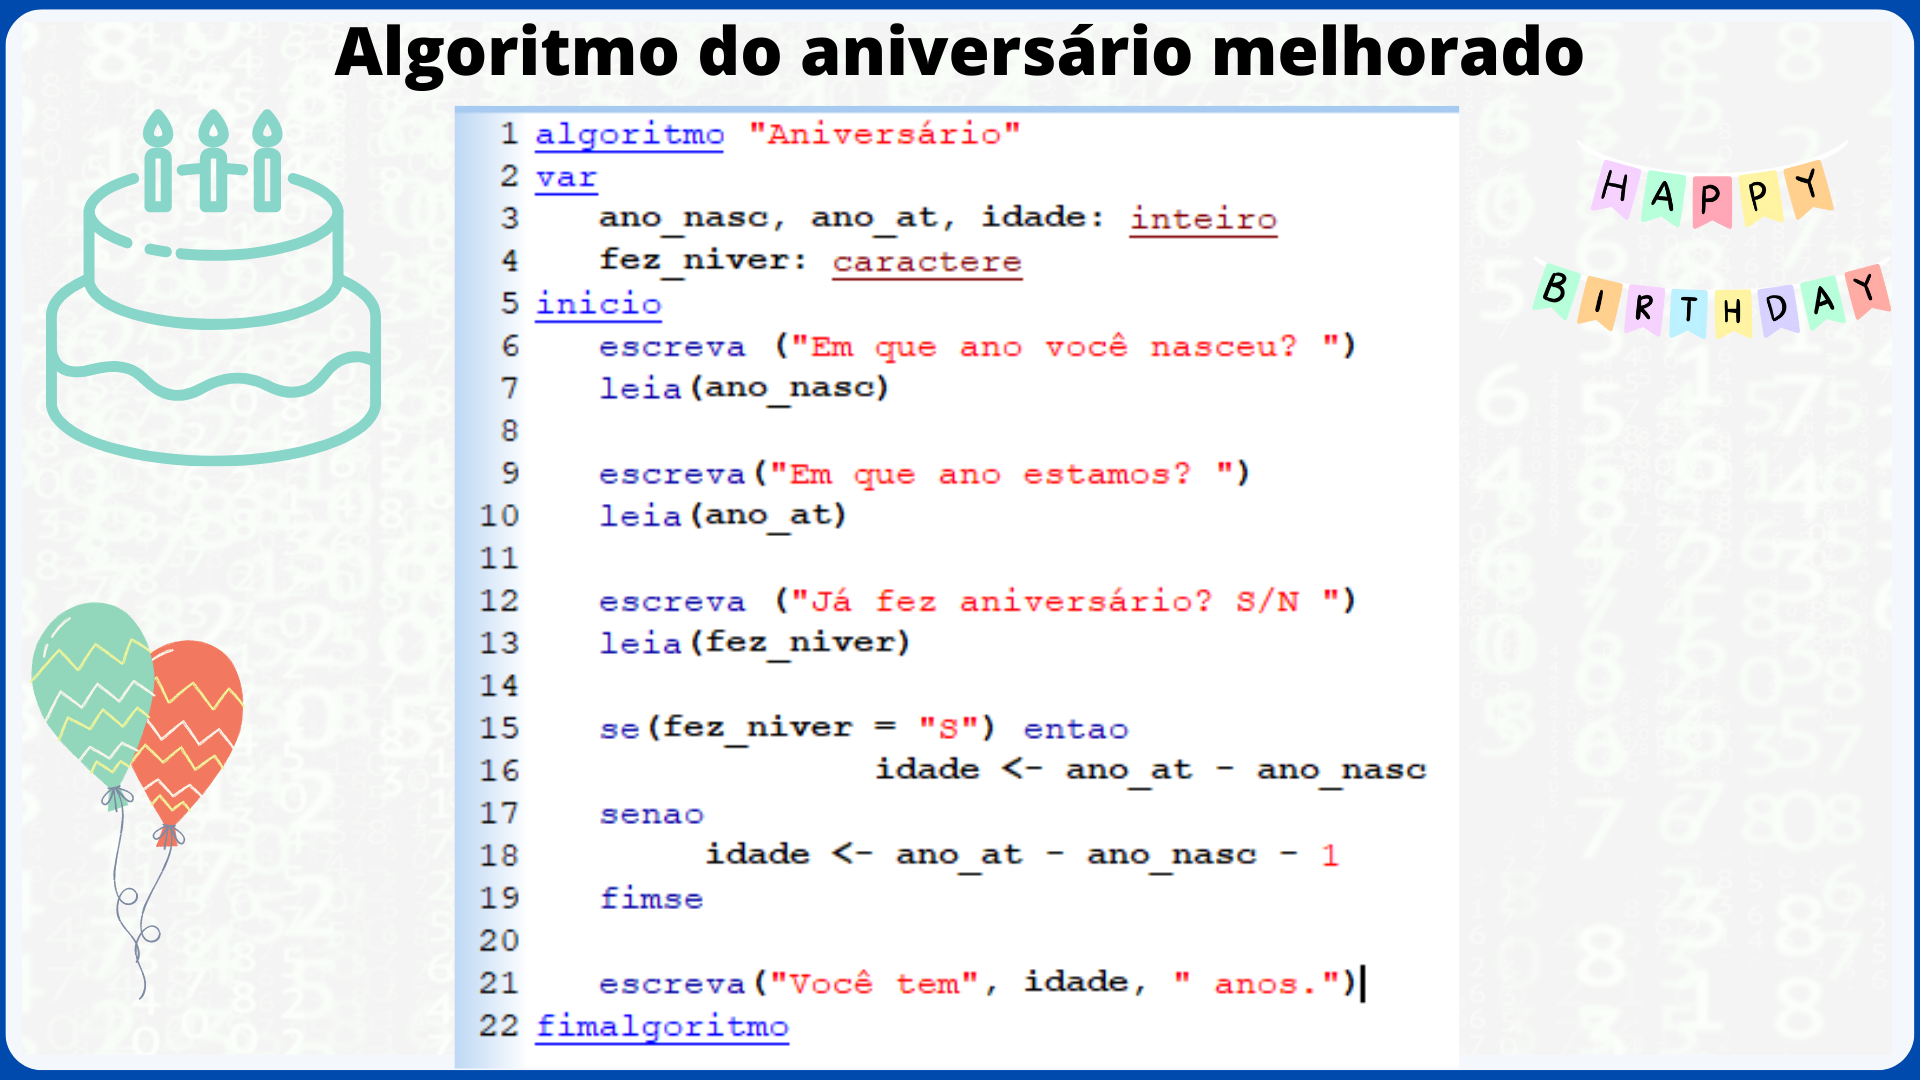 Algoritmo do aniversário melhorado
1 algoritmo "Aniversário"
2 var
3 ano_nasc, ano_at, idade: inteiro
4 fez_niver: caractere
5 inicio
6 escreva ("Em que ano você nasceu? ")
7 leia(ano_nasc)
8
9 escreva("Em que ano estamos? ")
10 leia(ano_at)
11
12 escreva ("Já fez aniversário? S/N ")
13 leia(fez_niver)
14
15 se(fez_niver = "S") entao
16 idade <- ano_at - ano_nasc
17 senao
18 idade <- ano_at - ano_nasc - 1
19 fimse
20
21 escreva("Você tem", idade, " anos.")
22 fimalgoritmo
HAPPY
BIRTHDAY